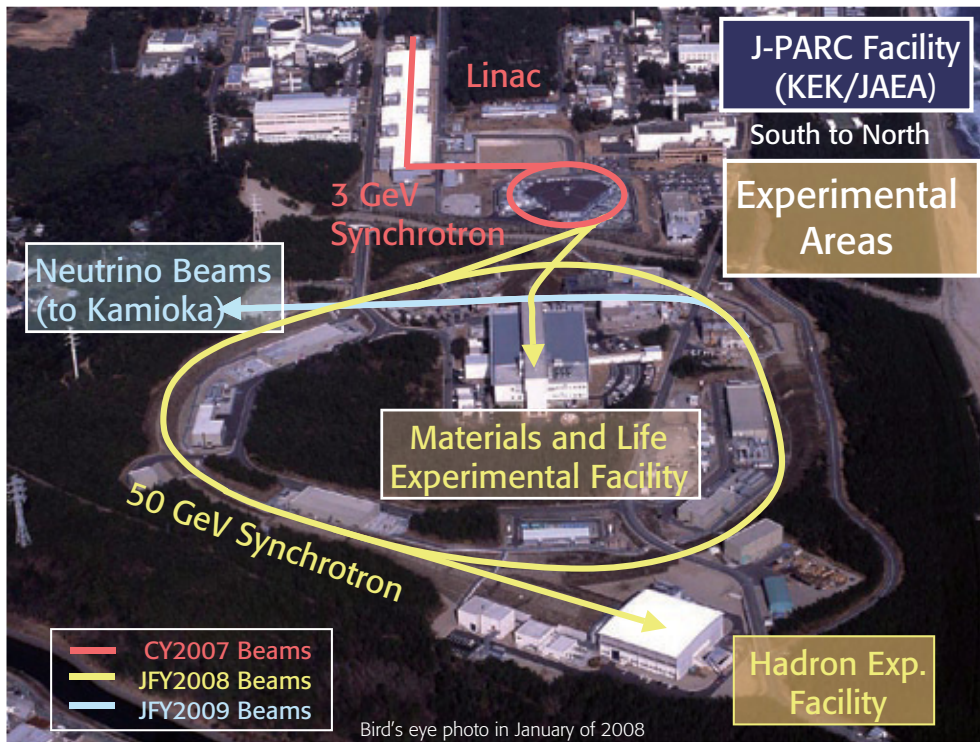 Linac
J-PARC Facility
(KEK/JAEA)
South to North
3 GeV
Synchrotron
Experimental
Areas
Neutrino Beams
(to Kamioka)
Materials and Life
Experimental Facility
50 GeV Synchrotron
CY2007 Beams
JFY2008 Beams
JFY2009 Beams
Hadron Exp.
Facility
Bird's eye photo in January of 2008